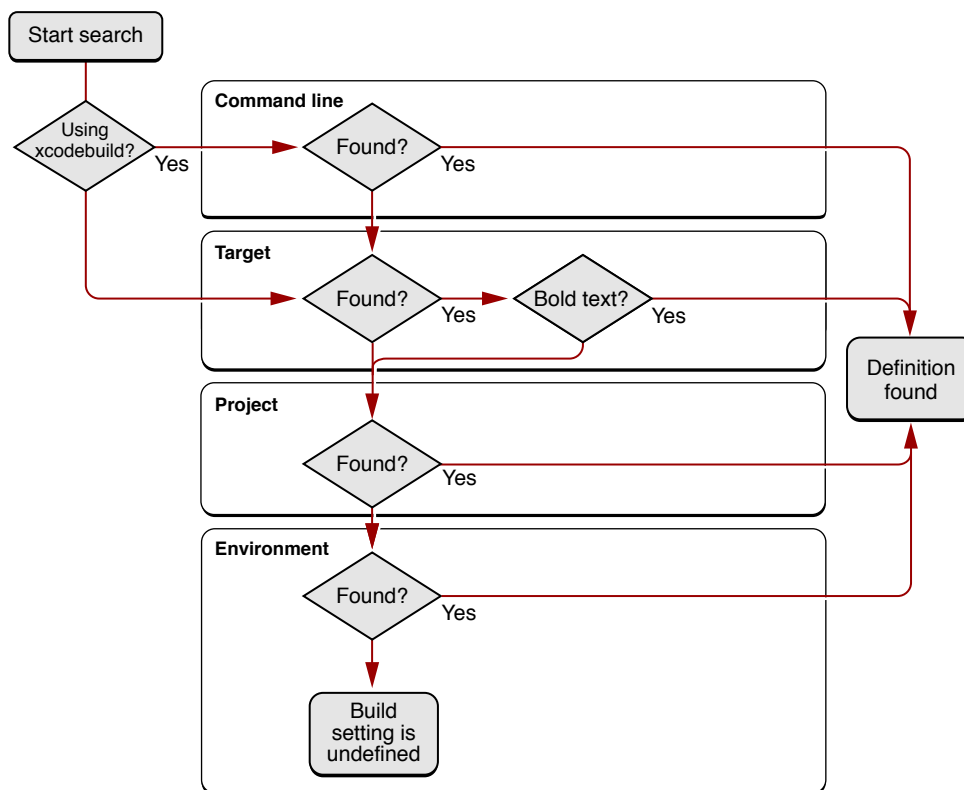 Start search
Command line
Using
xcodebuild?
Yes
Found?
Yes
Target
Found?
Yes
Bold text?
Yes
Definition
found
Project
Found?
Yes
Environment
Found?
Yes
Build
setting is
undefined